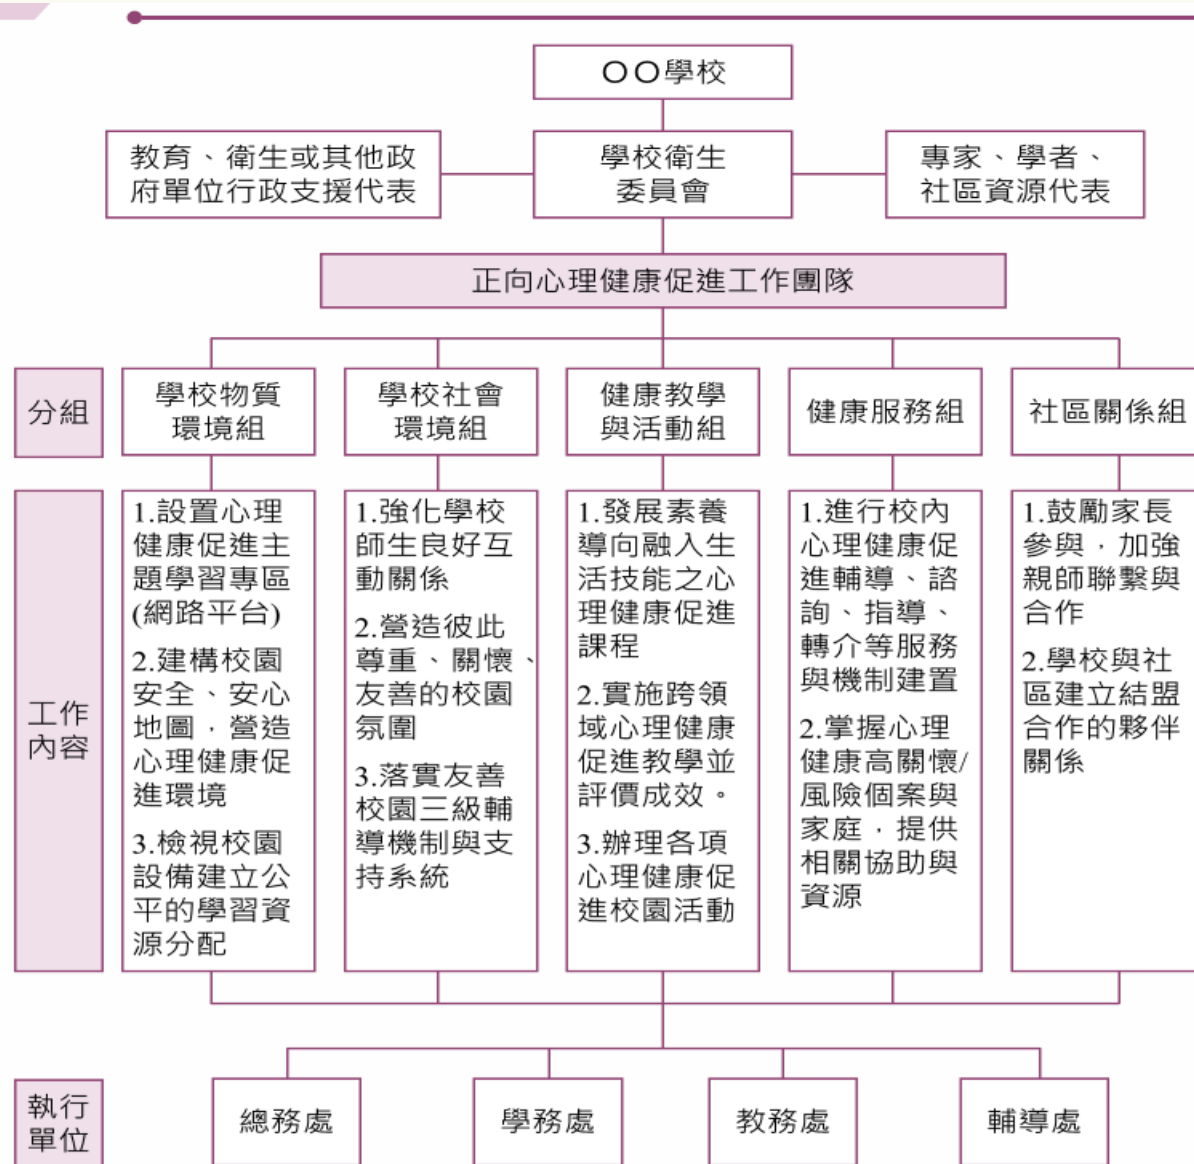 〇〇學校
教育、衛生或其他政
府單位行政支援代表
學校衛生
委員會
專家、學者、
社區資源代表
正向心理健康促進工作團隊
分組
學校物質
環境組
學校社會
環境組
健康教學
與活動組
健康服務組
社區關係組
工作
內容
1.設置心理
健康促進主
題學習專區
(網路平台)
2.建構校園
安全、安心
地圖，營造
心理健康促
進環境
3.檢視校園
設備建立公
平的學習資
源分配
1.強化學校
師生良好互
動關係
2.營造彼此
尊重、關懷、
友善的校園
氛圍
3.落實友善
校園三級輔
導機制與支
持系統
1.發展素養
導向融入生
活技能之心
理健康促進
課程
2.實施跨領
域心理健康
促進教學並
評價成效。
3.辦理各項
心理健康促
進校園活動
1.進行校內
心理健康促
進輔導、諮
詢、指導、
轉介等服務
與機制建置
2.掌握心理
健康高關懷/
風險個案與
家庭，提供
相關協助與
資源
1.鼓勵家長
參與，加強
親師聯繫與
合作
2.學校與社
區建立結盟
合作的夥伴
關係
執行
單位
總務處
學務處
教務處
輔導處